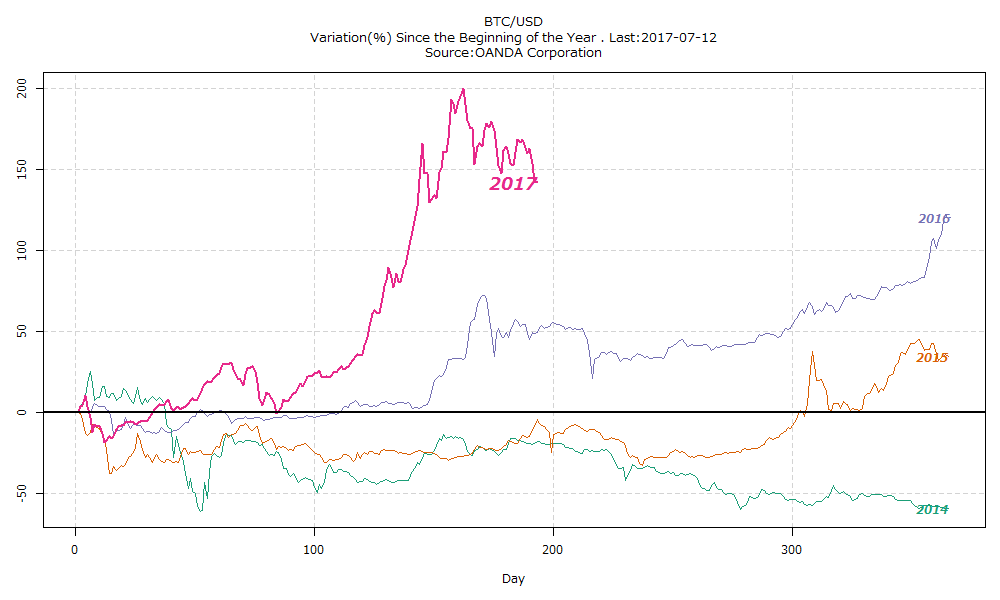 BTC/USD
Variation(%) Since the Beginning of the Year . Last:2017-07-12
Source:OANDA Corporation
200
150
100
50
0
-50
2017
2016
2015
2014
0 100 200 300
Day